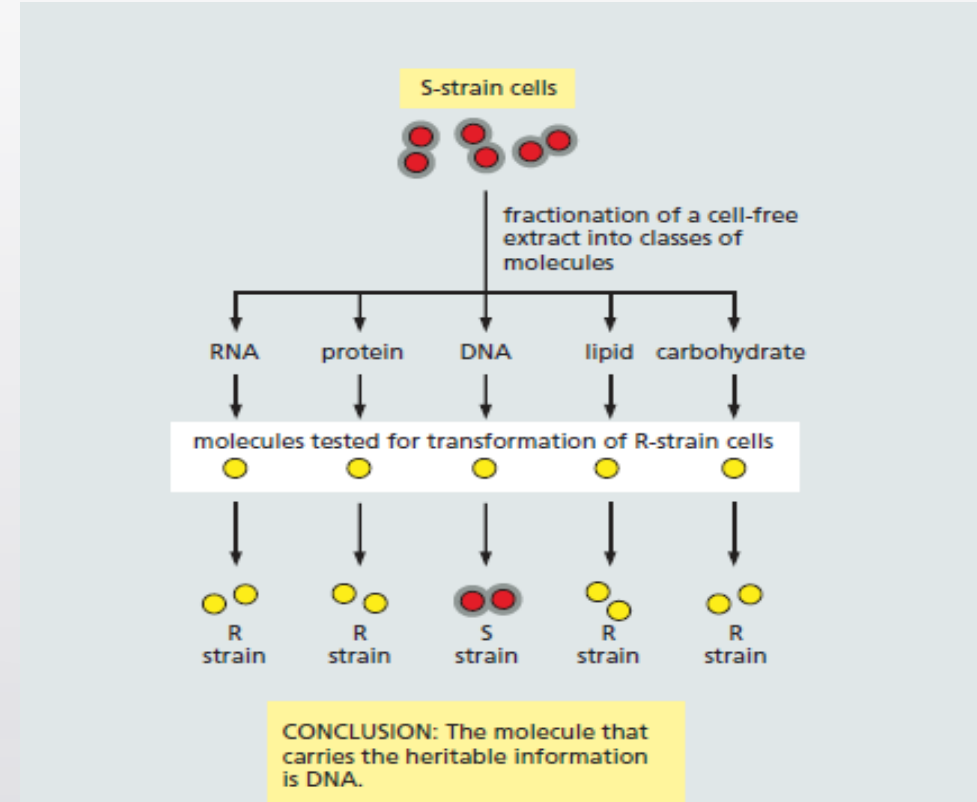 S-strain cells
fractionation of a cell-free
extract into classes of
molecules
RNA protein DNA lipid carbohydrate
molecules tested for transformation of R-strain cells
R R S R R
strain strain strain strain strain
CONCLUSION: The molecule that
carries the heritable information
is DNA.